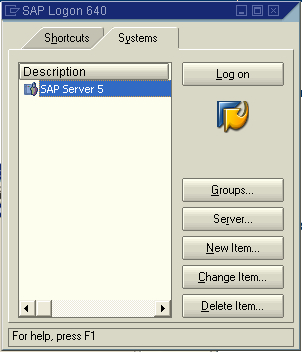 SAP Logon 640
Shortcuts
Systems
Description
SAP Server 5
Log on
Groups...
Server...
New Item...
Change Item...
Delete Item...
For help, press F1